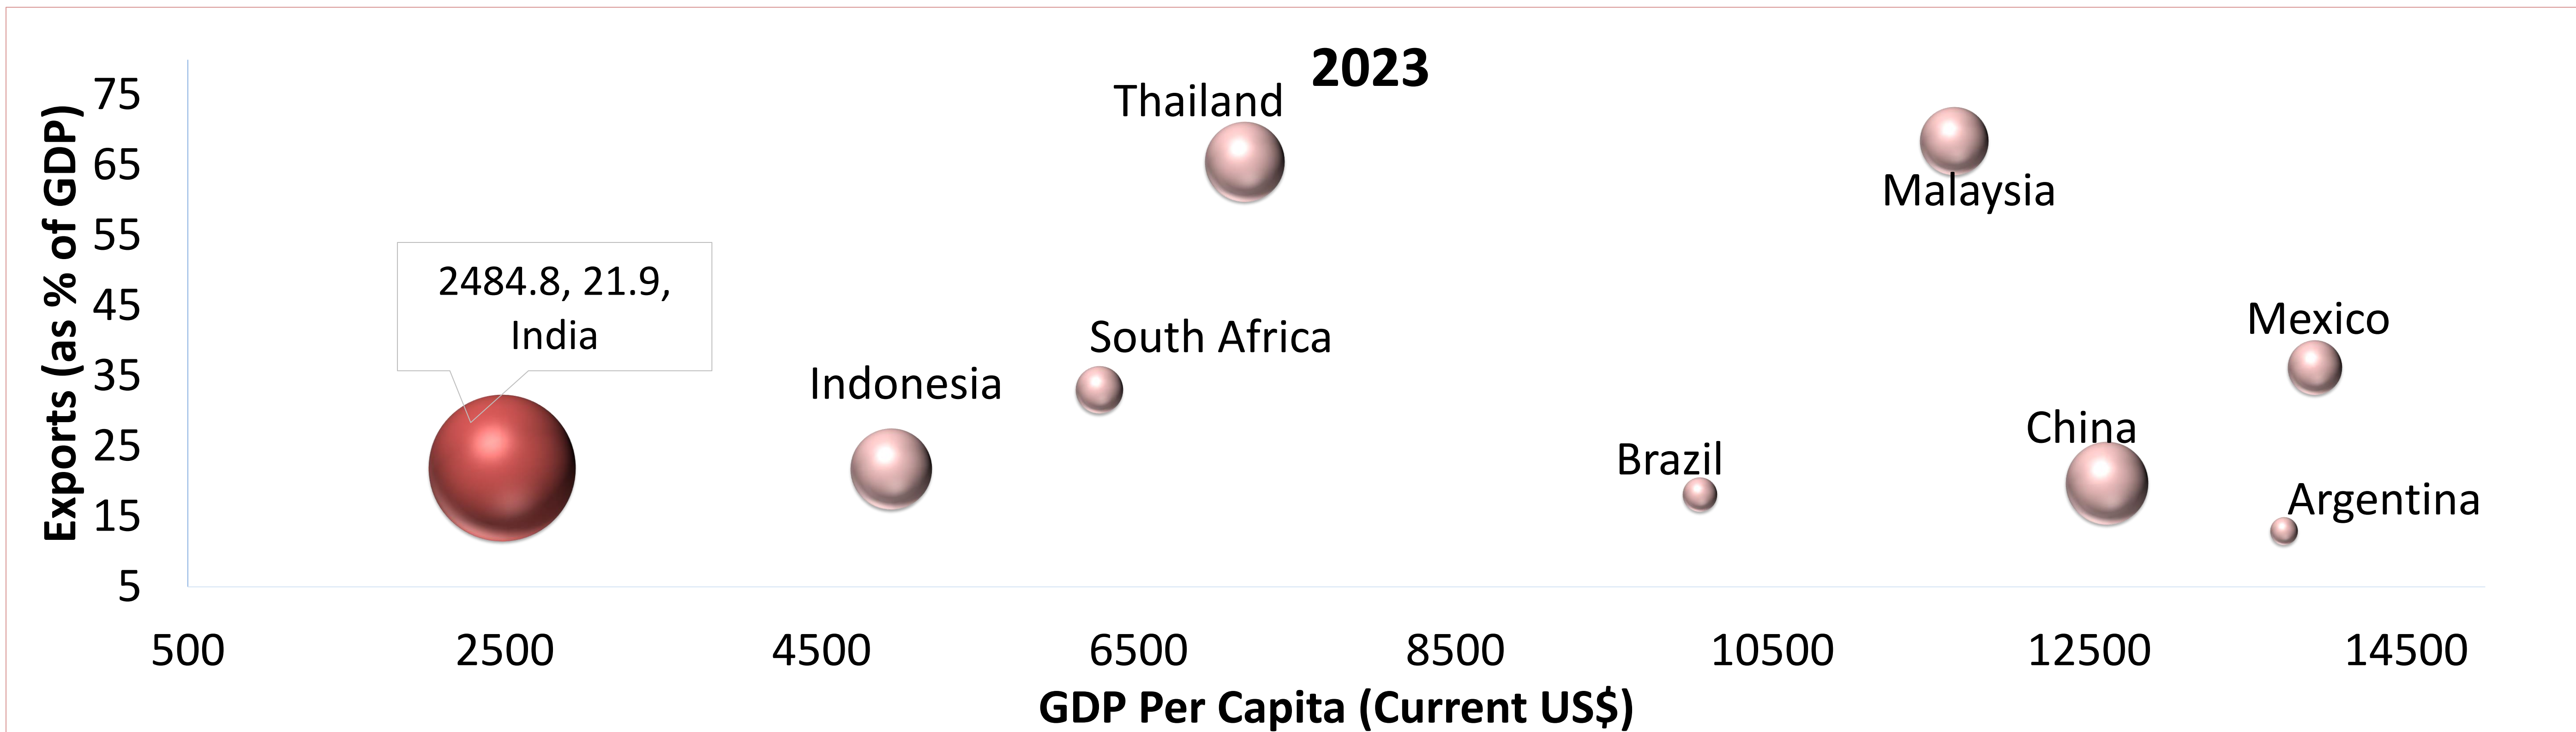 2023
Exports (as % of GDP)
75
65
55
45
35
25
15
5
Thailand
Malaysia
2484.8, 21.9,
India
South Africa
Mexico
Indonesia
China
Brazil
Argentina
500 2500 4500 6500 8500 10500 12500 14500
GDP Per Capita (Current US$)